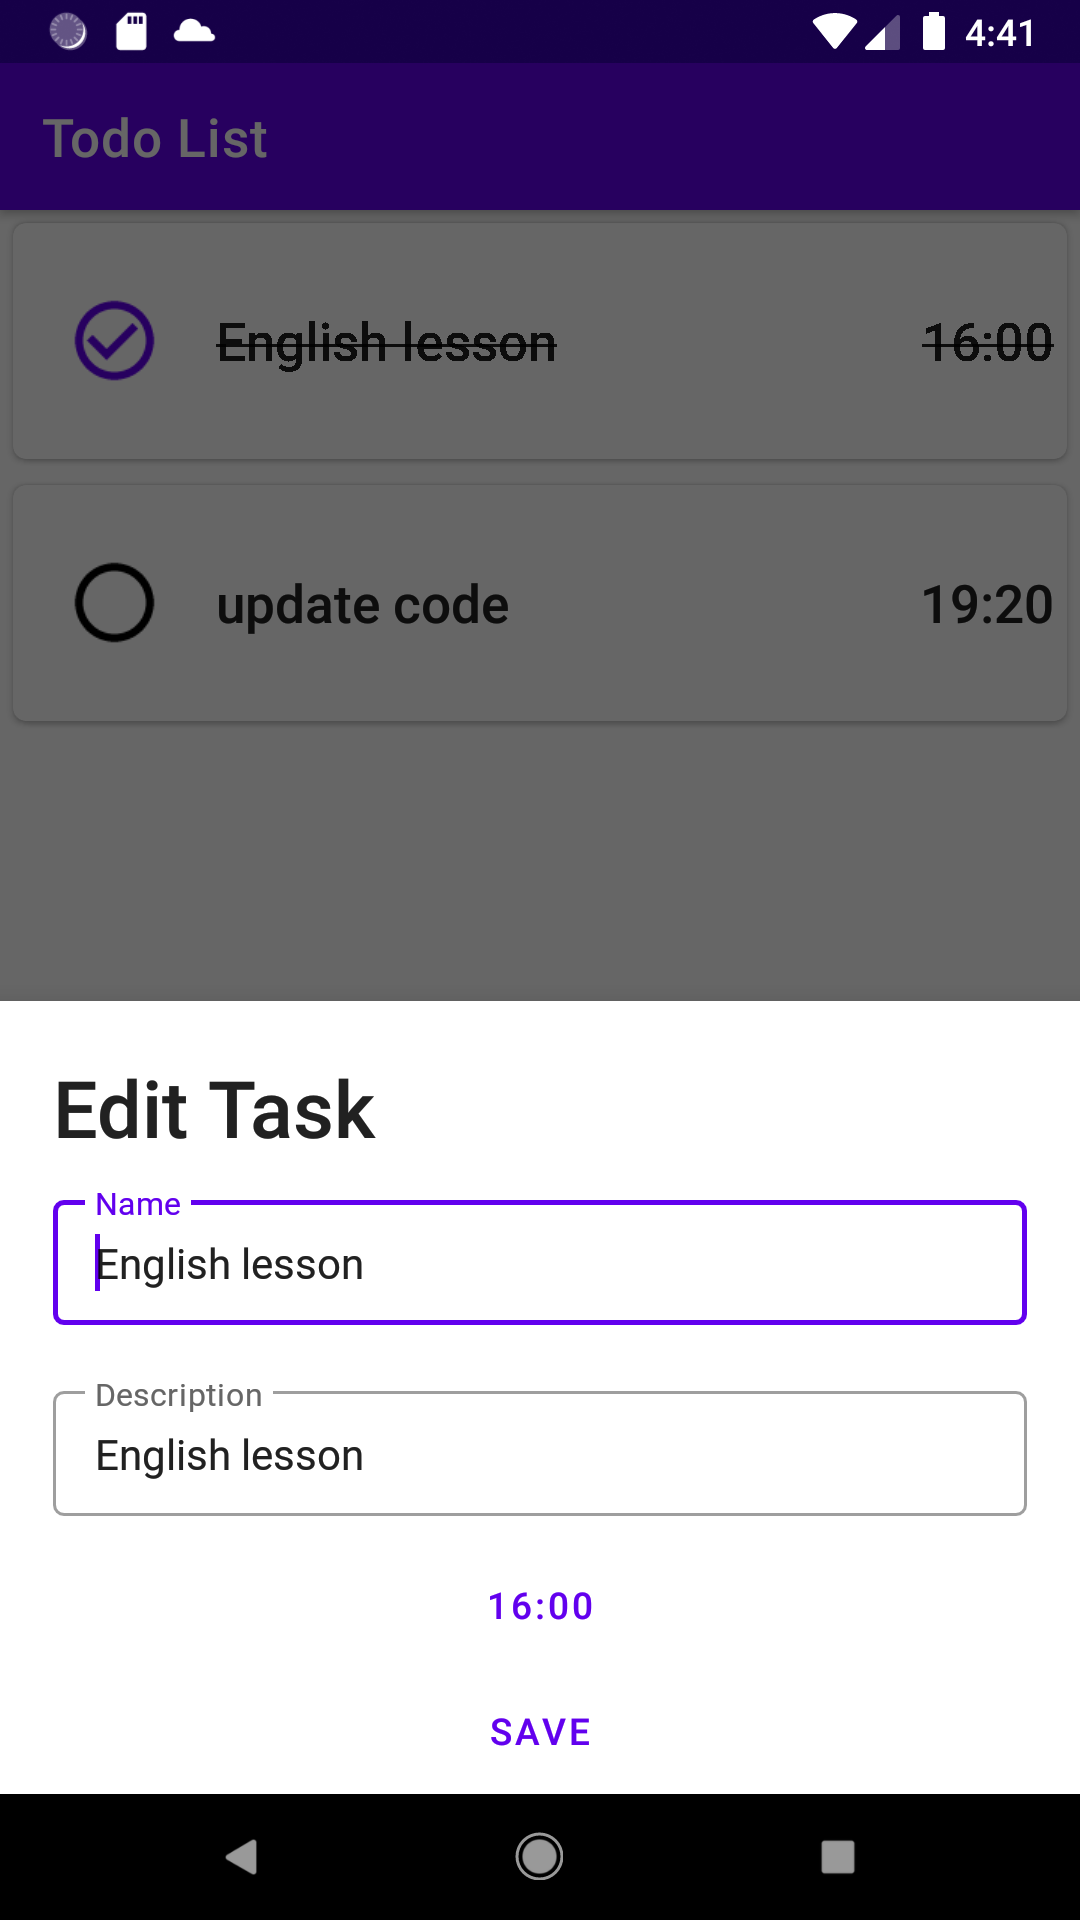 4:41
Todo List
English lesson 16:00
update code 19:20
Edit Task
Name
English lesson
Description
English lesson
16:00
SAVE